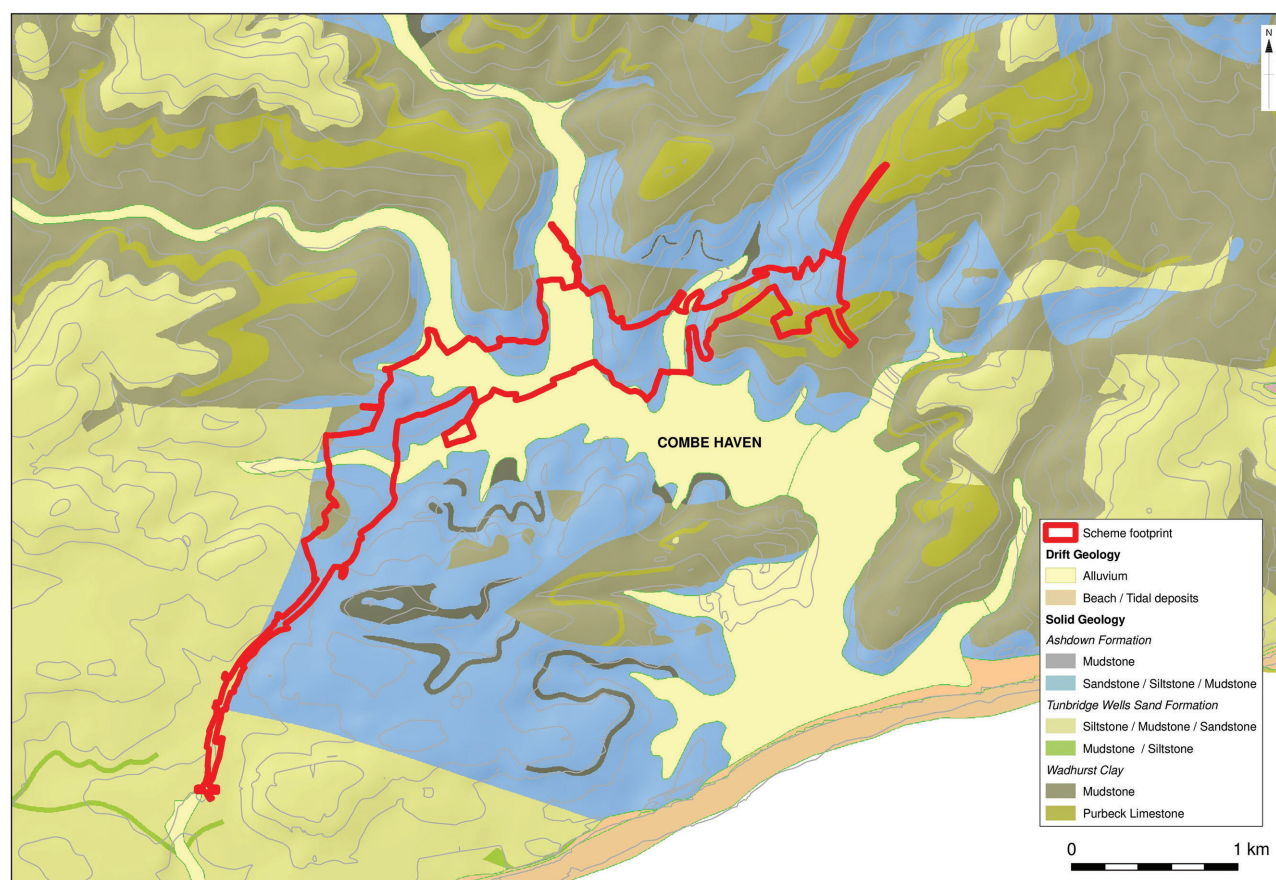 N
COMBE HAVEN
Scheme footprint
Drift Geology
Alluvium
Beach / Tidal deposits
Solid Geology
Ashdown Formation
Mudstone
Sandstone / Siltstone / Mudstone
Tunbridge Wells Sand Formation
Siltstone / Mudstone / Sandstone
Mudstone / Siltstone
Wadhurst Clay
Mudstone
Purbeck Limestone
0 1 km